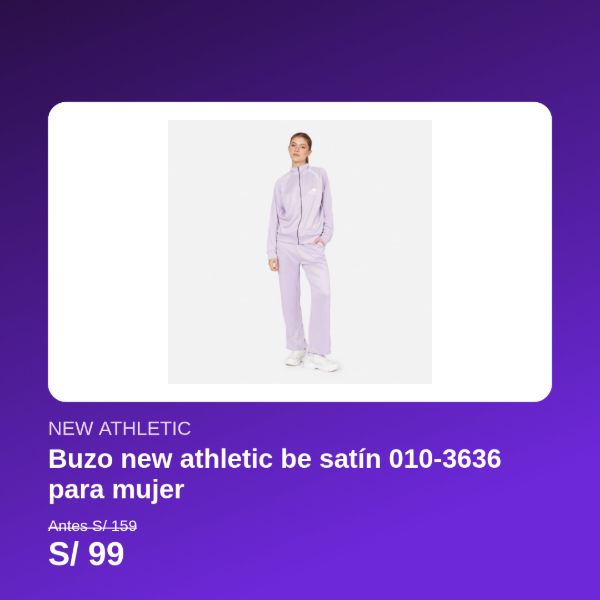 NEW ATHLETIC
Buzo new athletic be satín 010-3636
para mujer
Antes S/ 159
S/ 99